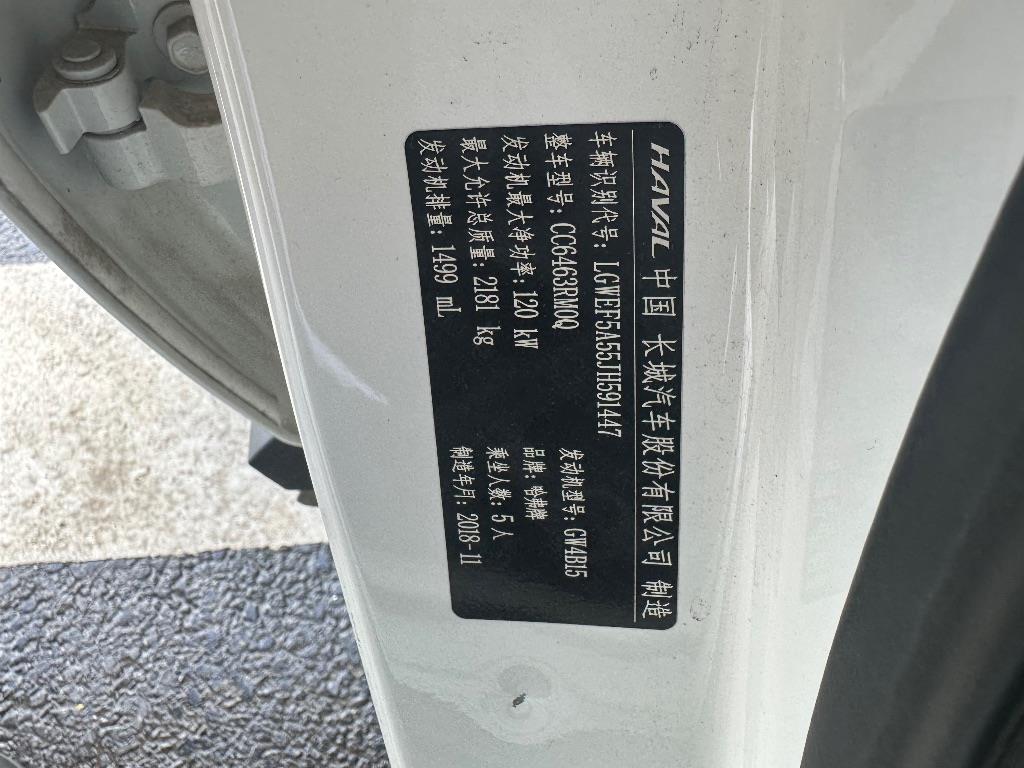 HAVAL 中国 长城汽车股份有限公司 制造
车辆识别代号: LGWEF5A55JH591447
整车型号: CC6463RM0Q 发动机型号: GW4B15
发动机最大净功率: 120 kW 品牌: 哈弗牌
最大允许总质量: 2181 kg 乘坐人数: 5 人
发动机排量: 1499 mL 制造年月: 2018-11